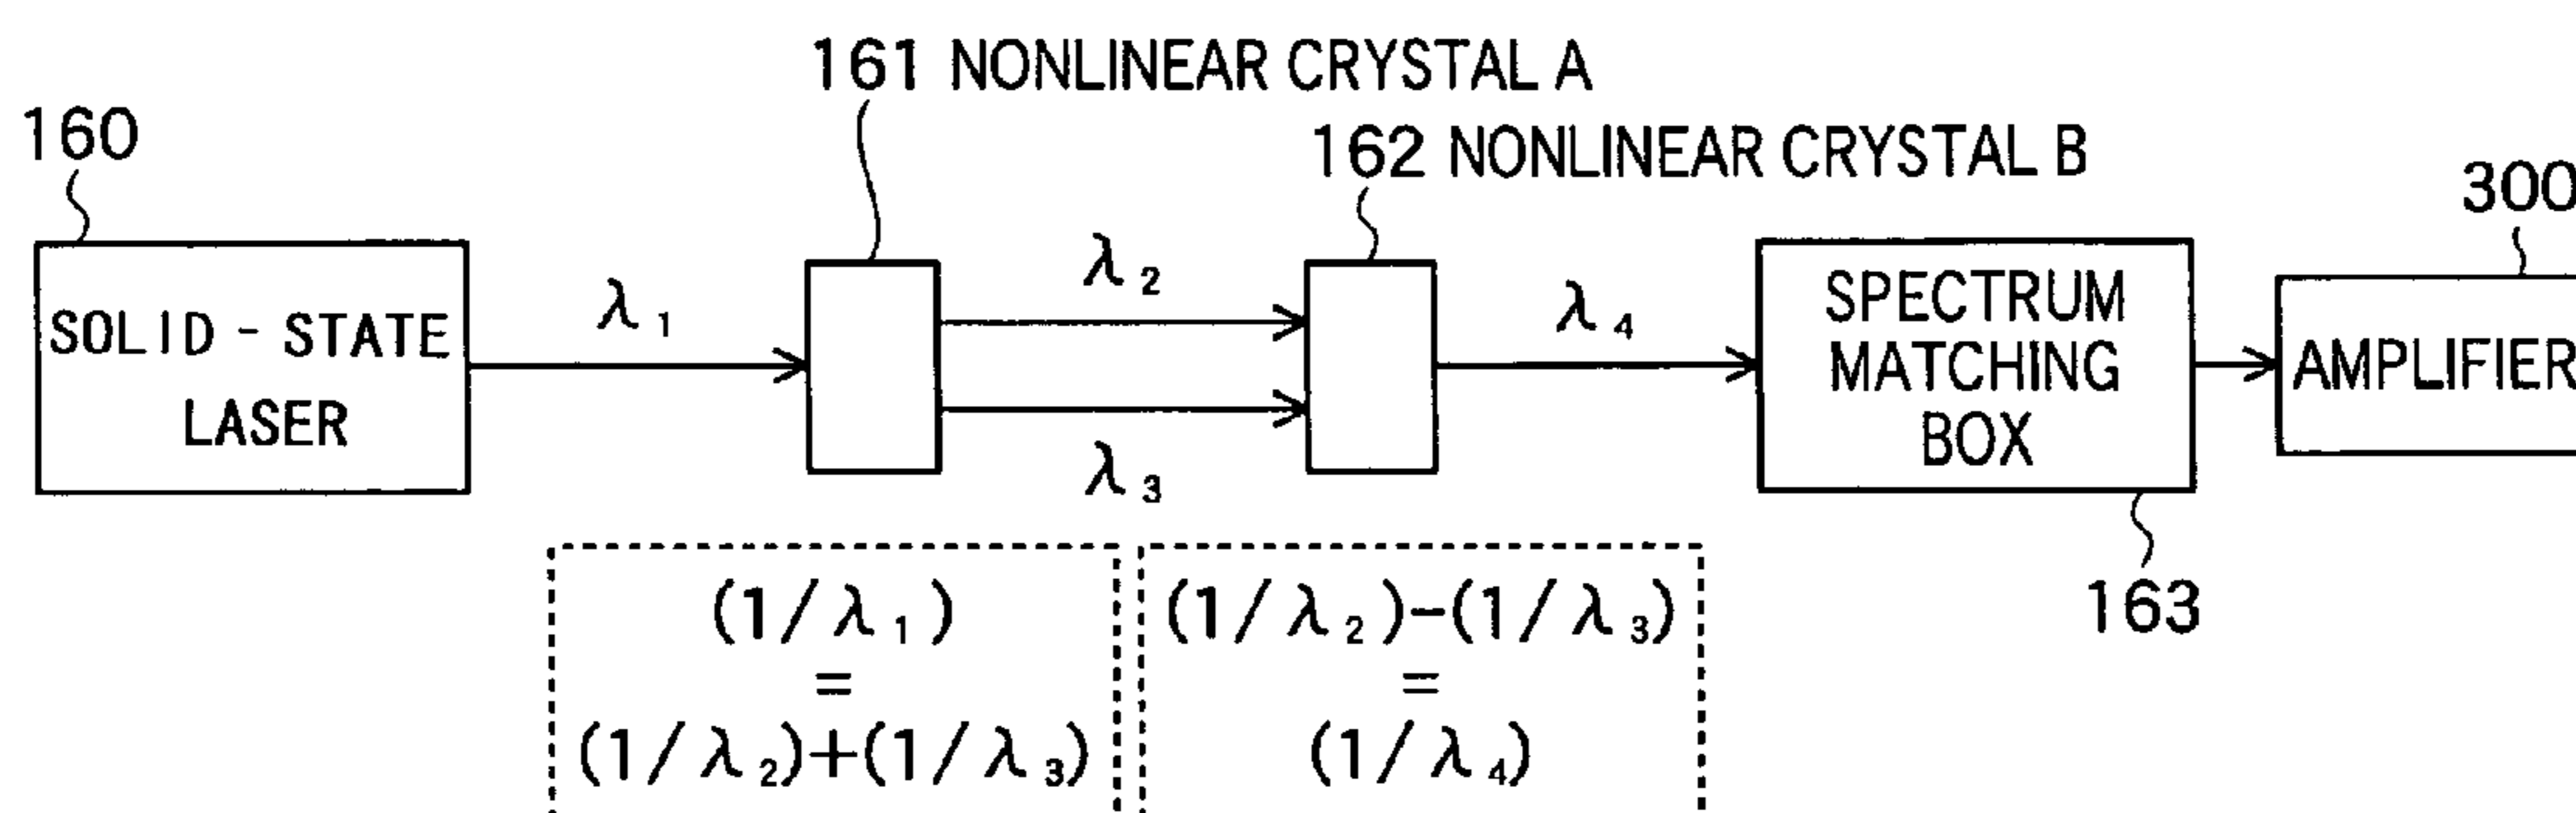 161 NONLINEAR CRYSTAL A
160
162 NONLINEAR CRYSTAL B
300
SOLID - STATE
LASER
λ₁
λ₂
λ₃
λ₄
SPECTRUM
MATCHING
BOX
AMPLIFIER
163
(1/λ₁)
=
(1/λ₂)+(1/λ₃)
(1/λ₂)-(1/λ₃)
=
(1/λ₄)